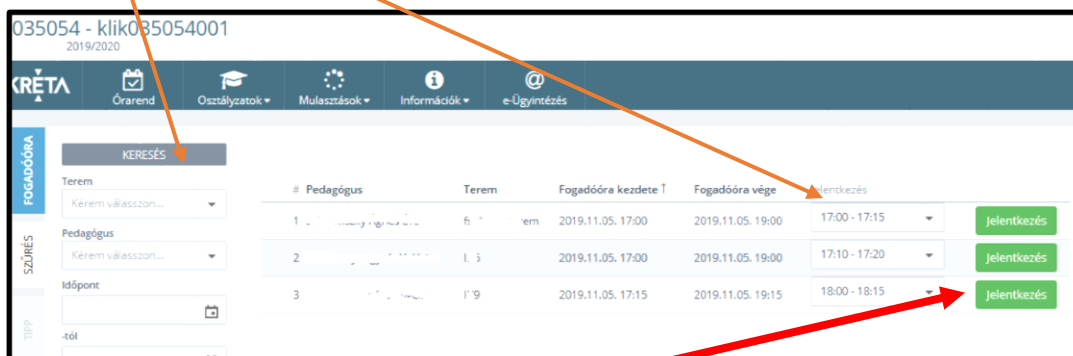 035054 - klik035054001
2019/2020
KRÉTA
Órarend
Osztályzatok
Mulasztások
Információk
e-Ügyintézés
FOGADÓÓRA
SZŰRÉS
TIPP
KERESÉS
Terem
Kérem válasszon...
Pedagógus
Kérem válasszon...
Időpont
-tól
# Pedagógus Terem Fogadóóra kezdete ↑ Fogadóóra vége Jelentkezés
1 2019.11.05. 17:00 2019.11.05. 19:00 17:00 - 17:15 Jelentkezés
2 2019.11.05. 17:00 2019.11.05. 19:00 17:10 - 17:20 Jelentkezés
3 2019.11.05. 17:15 2019.11.05. 19:15 18:00 - 18:15 Jelentkezés